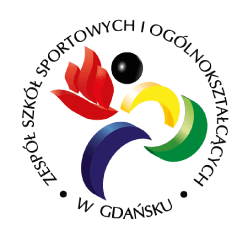 ZESPÓŁ SZKÓŁ SPORTOWYCH I OGÓLNOKSZTAŁCĄCYCH
• W GDAŃSKU •